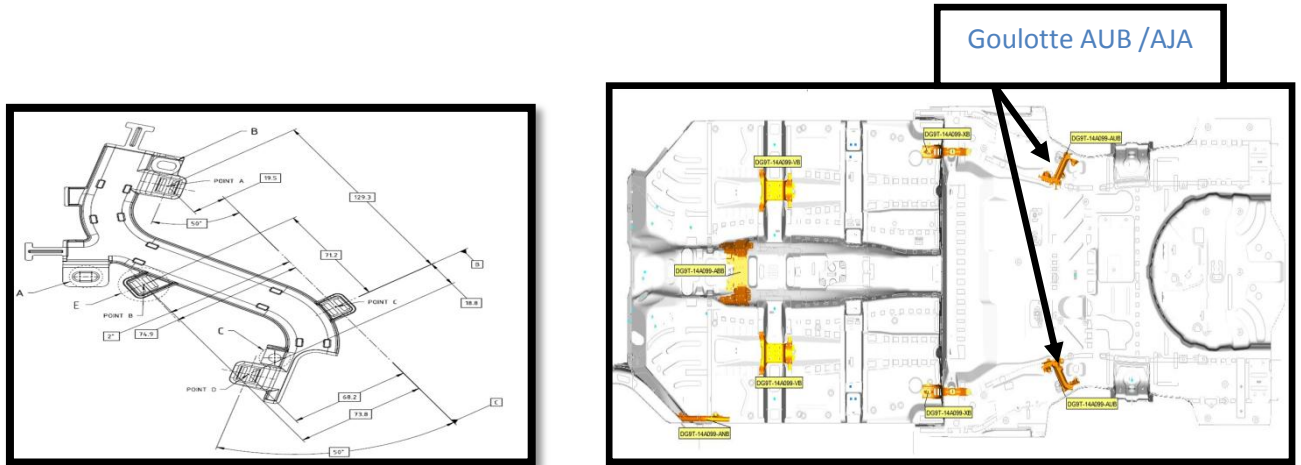 Goulotte AUB /AJA
B
POINT A
19.5
129.3
50°
71.2
B
A
E
POINT B
POINT C
18.8
2°
74.9
C
POINT D
68.2
73.8
C
50°
DG9T-14A099-XB
DG9T-14A099-AUB
DG9T-14A099-VB
DG9T-14A099-ABB
DG9T-14A099-VB
DG9T-14A099-XB
DG9T-14A099-AUB
DG9T-14A099-ANB